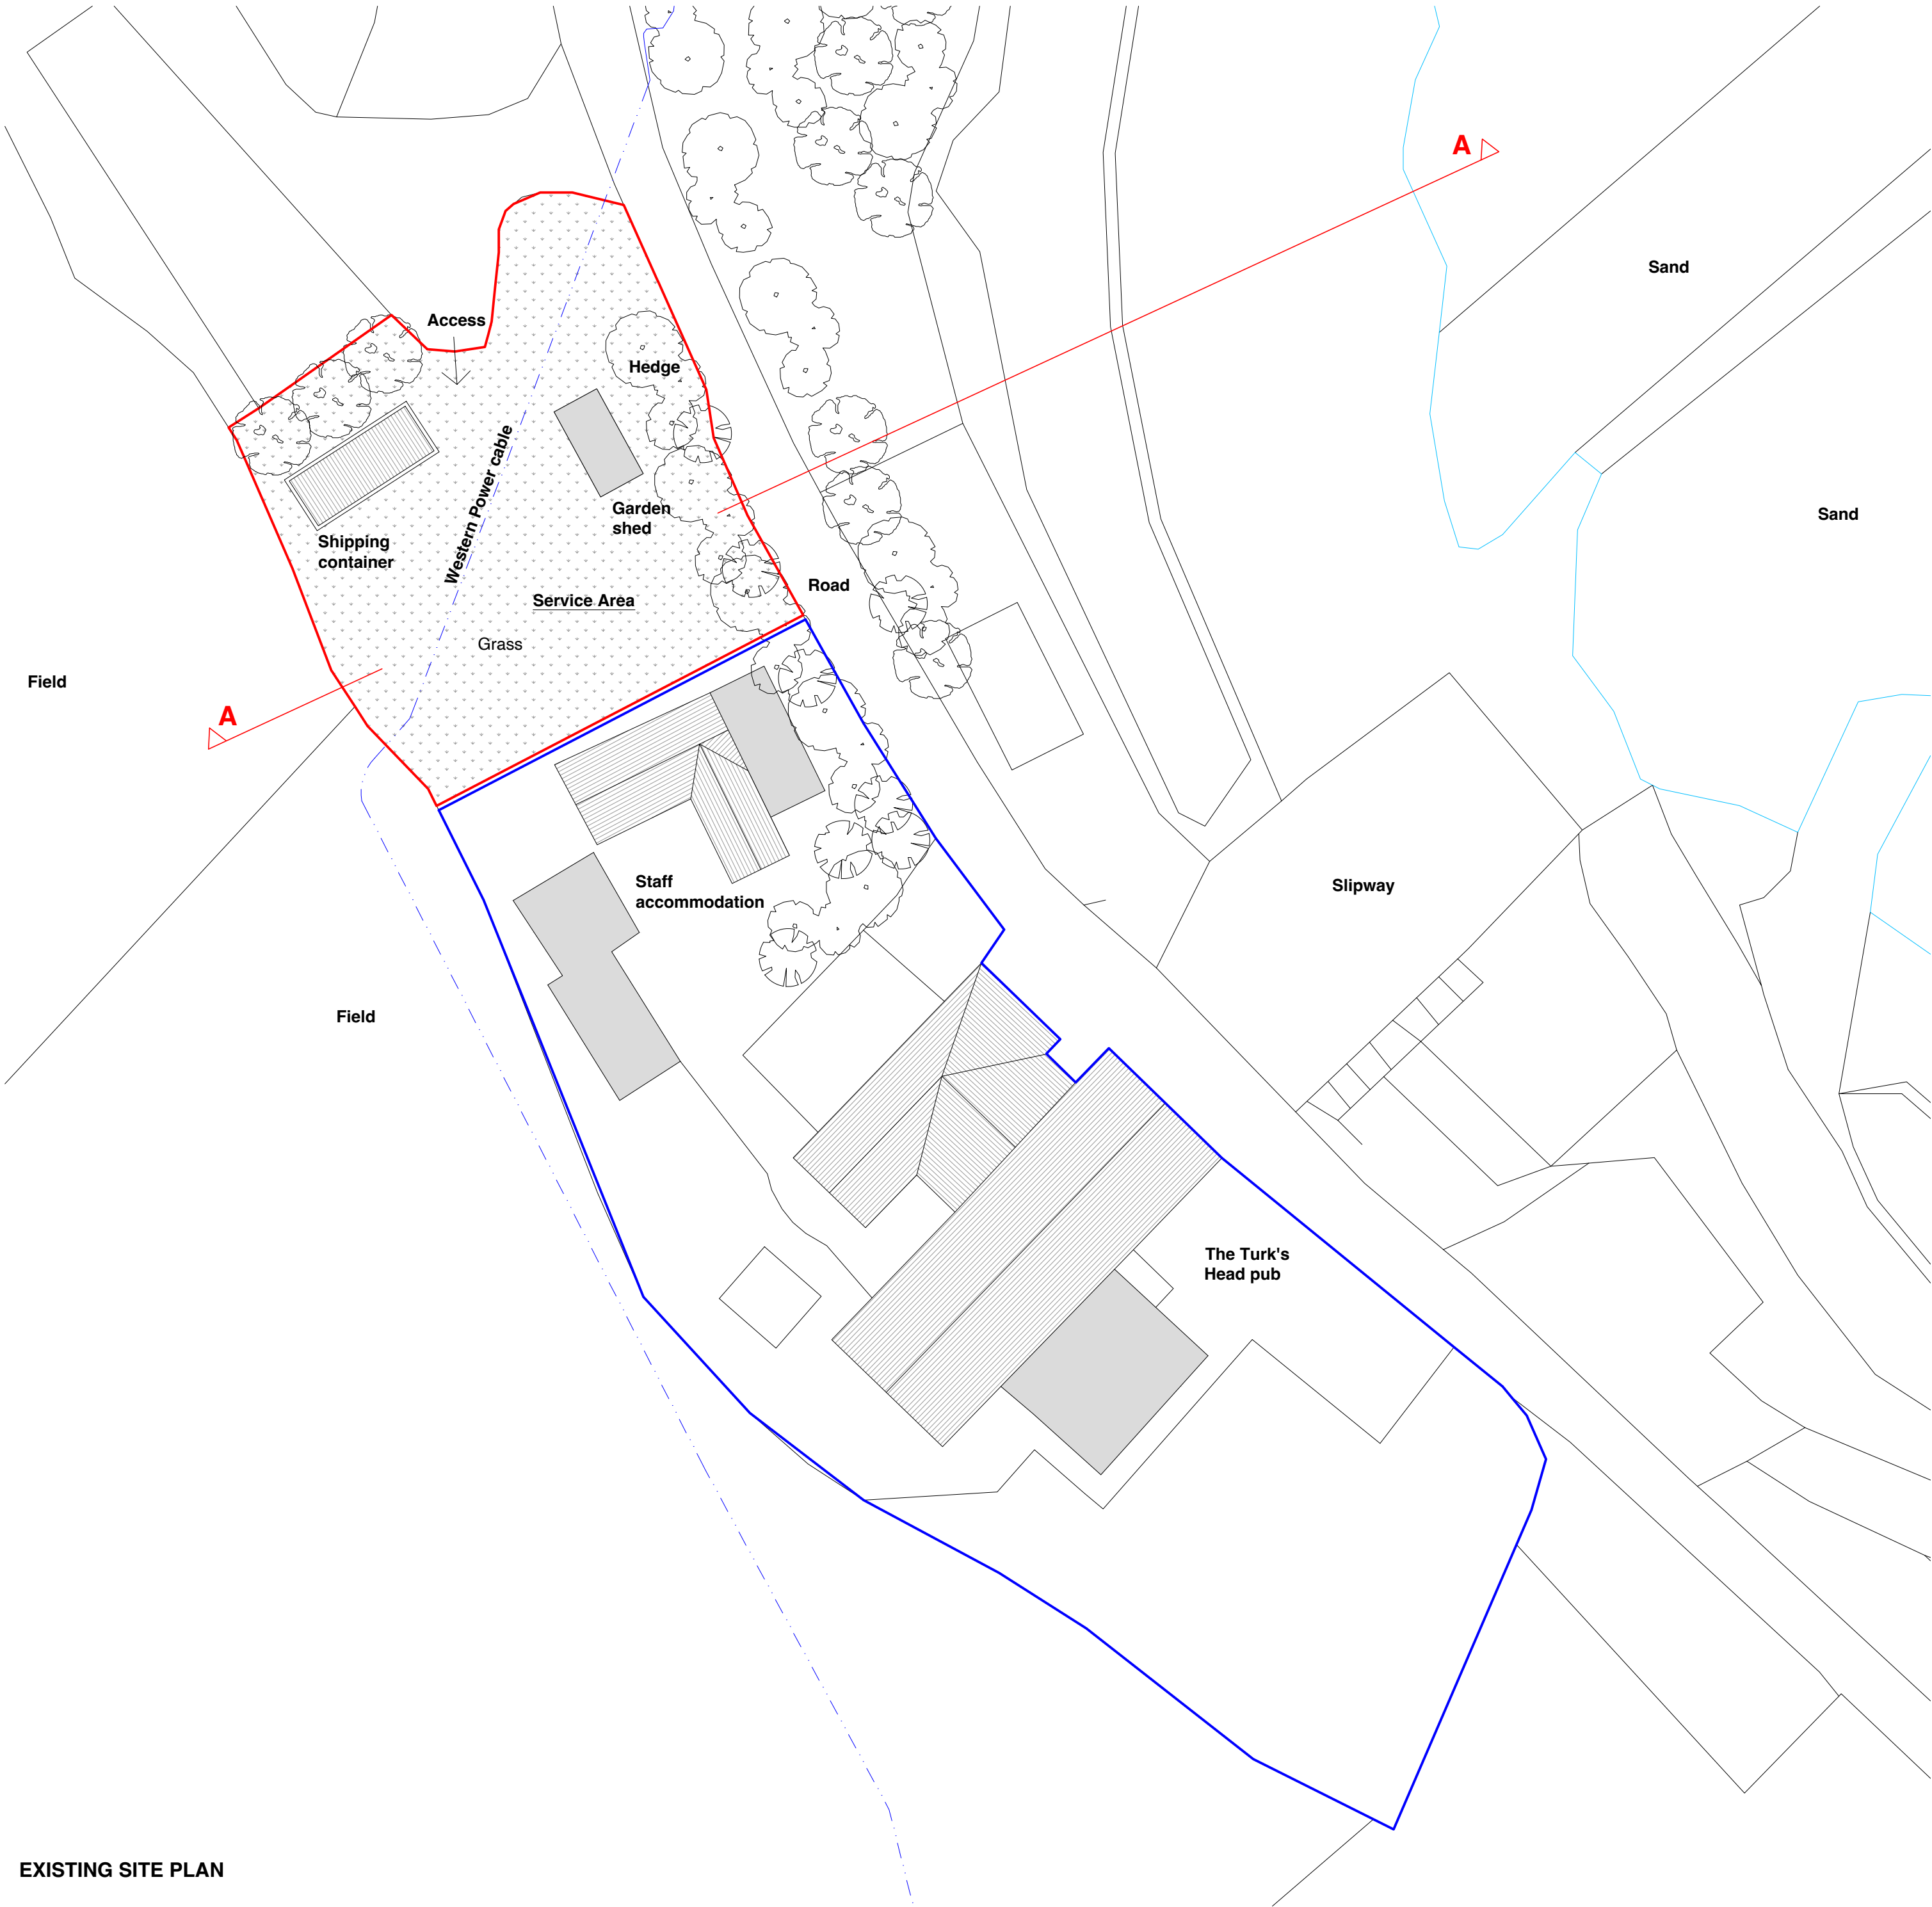 A
Sand
Access
Hedge
Western Power cable
Garden
shed
Sand
Shipping
container
Road
Service Area
Grass
Field
A
Staff
accommodation
Slipway
Field
The Turk's
Head pub
EXISTING SITE PLAN